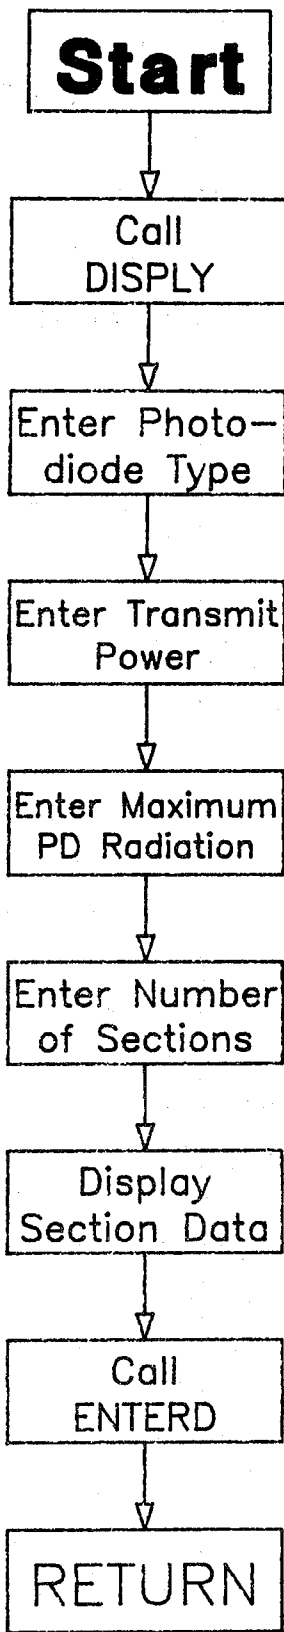 Start
Call
DISPLY
Enter Photo-
diode Type
Enter Transmit
Power
Enter Maximum
PD Radiation
Enter Number
of Sections
Display
Section Data
Call
ENTERD
RETURN